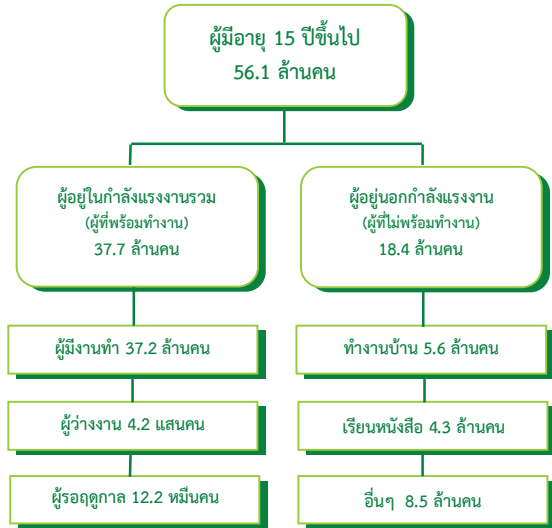 ผู้มีอายุ 15 ปีขึ้นไป
56.1 ล้านคน
ผู้อยู่ในกำลังแรงงานรวม
(ผู้ที่พร้อมทำงาน)
37.7 ล้านคน
ผู้มีงานทำ 37.2 ล้านคน
ผู้ว่างงาน 4.2 แสนคน
ผู้รอฤดูกาล 12.2 หมื่นคน
ผู้อยู่นอกกำลังแรงงาน
(ผู้ที่ไม่พร้อมทำงาน)
18.4 ล้านคน
ทำงานบ้าน 5.6 ล้านคน
เรียนหนังสือ 4.3 ล้านคน
อื่นๆ 8.5 ล้านคน